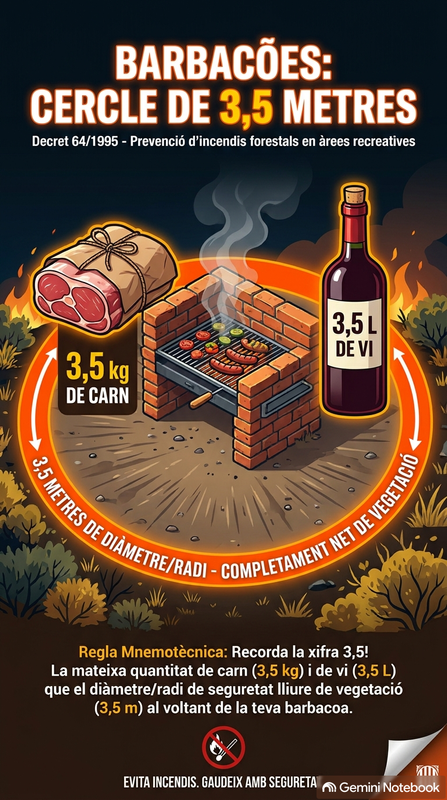 BARBACÕES:
CERCLE DE 3,5 METRES
Decret 64/1995 - Prevenció d'incendis forestals en àrees recreatives
3,5 kg
DE CARN
3,5 L
DE VI
3,5 METRES DE DIÀMETRE/RADI - COMPLETAMENT NET DE VEGETACIÓ
Regla Mnemotècnica: Recorda la xifra 3,5!
La mateixa quantitat de carn (3,5 kg) i de vi (3,5 L)
que el diàmetre/radi de seguretat lliure de vegetació
(3,5 m) al voltant de la teva barbacoa.
EVITA INCENDIS. GAUDEIX AMB SEGURETA
Gemini Notebook